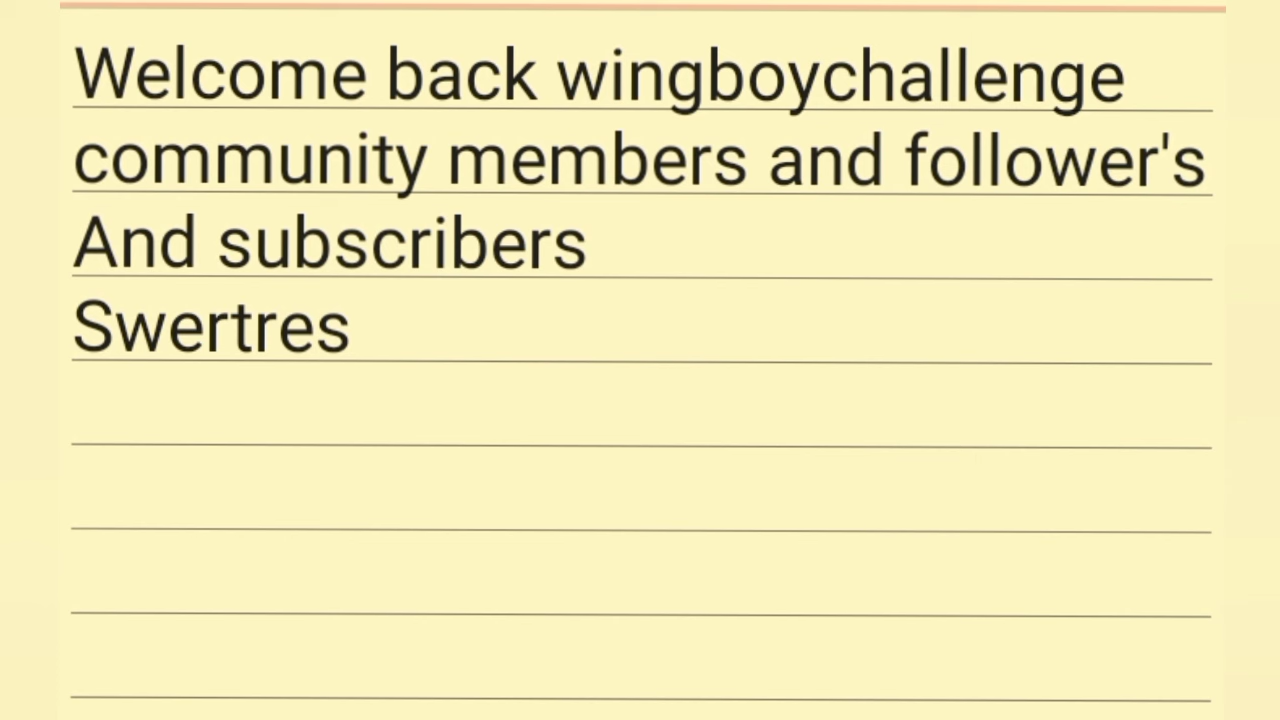 Welcome back wingboychallenge
community members and follower's
And subscribers
Swertres